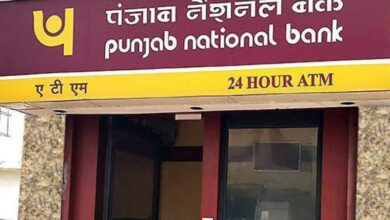 पंजाब नैशनल बैंक
punjab national bank
ए टी एम
24 HOUR ATM